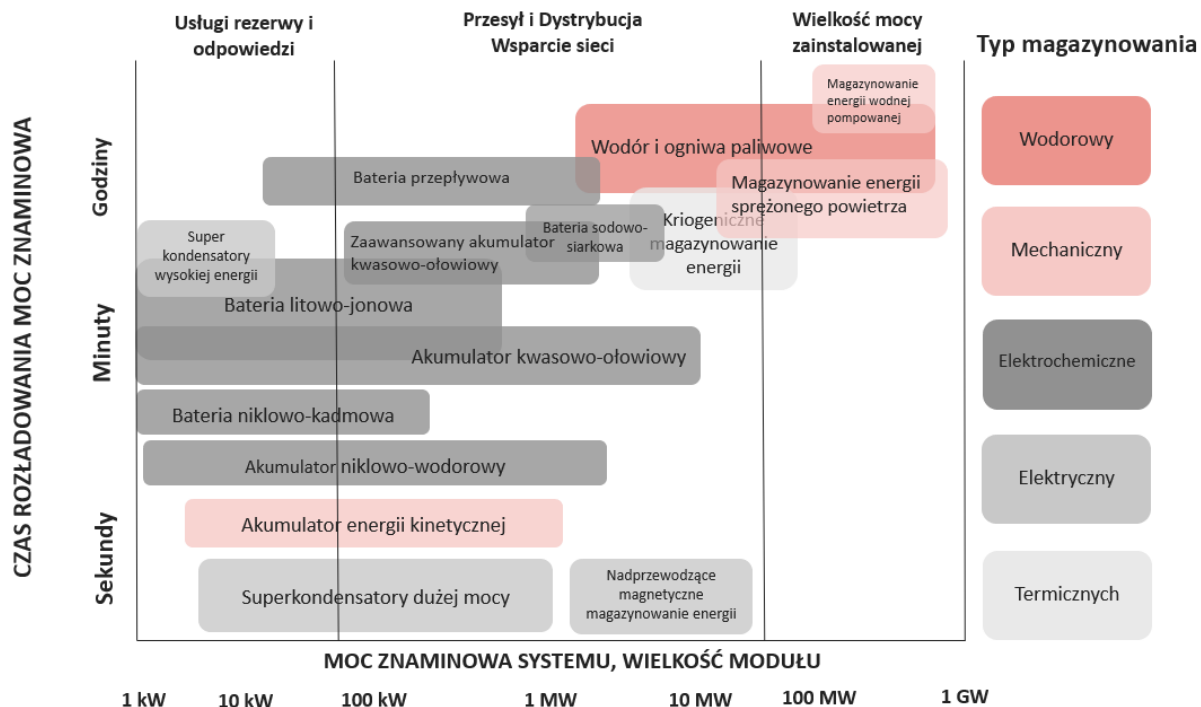 Usługi rezerwy i
odpowiedzi
Przesył i Dystrybucja
Wsparcie sieci
Wielkość mocy
zainstalowanej
Typ magazynowania
CZAS ROZŁADOWANIA MOC ZNAMINOWA
Godziny
Minuty
Sekundy
Magazynowanie
energii wodnej
pompowanej
Wodór i ogniwa paliwowe
Bateria przepływowa
Magazynowanie energii
sprężonego powietrza
Super
kondensatory
wysokiej energii
Zaawansowany akumulator
kwasowo-ołowiowy
Bateria sodowo-
siarkowa
Kriogeniczne
magazynowanie
energii
Bateria litowo-jonowa
Akumulator kwasowo-ołowiowy
Bateria niklowo-kadmowa
Akumulator niklowo-wodorowy
Akumulator energii kinetycznej
Superkondensatory dużej mocy
Nadprzewodzące
magnetyczne
magazynowanie energii
Wodorowy
Mechaniczny
Elektrochemiczne
Elektryczny
Termicznych
MOC ZNAMINOWA SYSTEMU, WIELKOŚĆ MODUŁU
1 kW 10 kW 100 kW 1 MW 10 MW 100 MW 1 GW